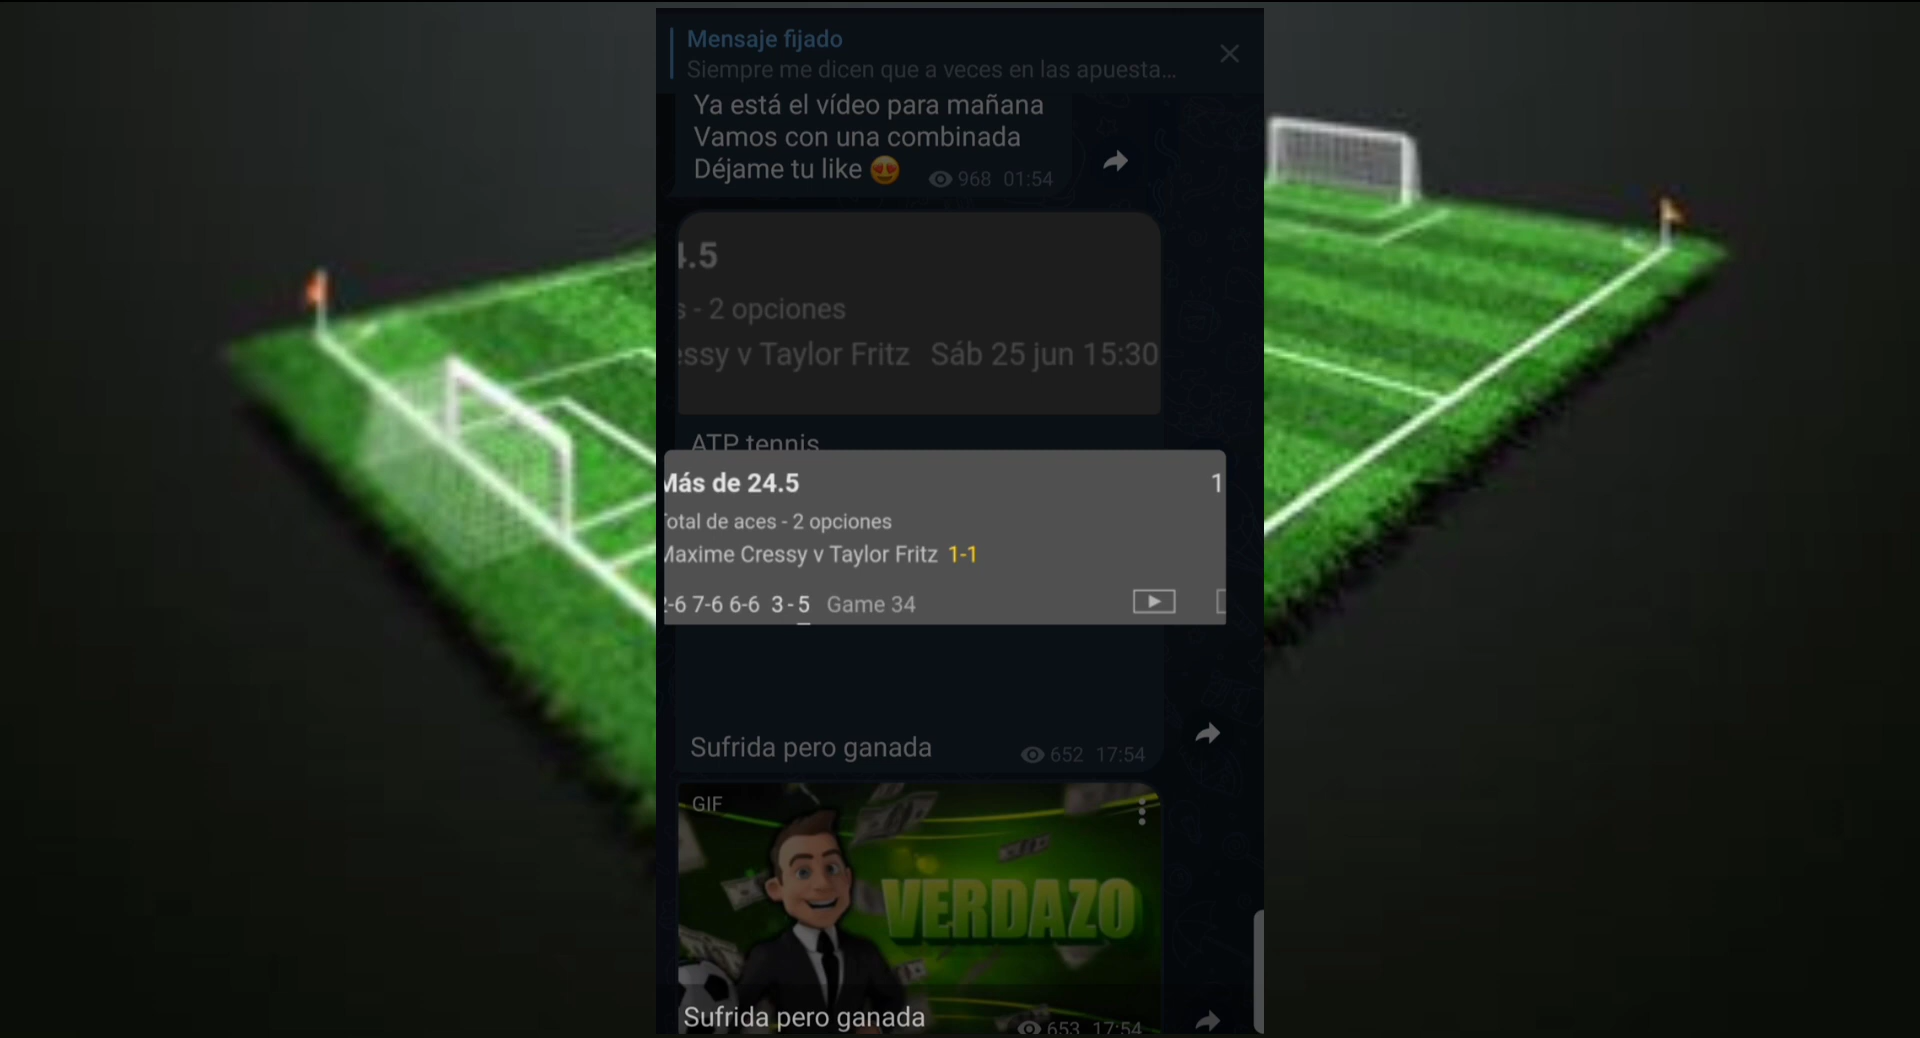 Mensaje fijado
Siempre me dicen que a veces en las apuesta...
Ya está el vídeo para mañana
Vamos con una combinada
Déjame tu like 😍 968 01:54
4.5
s - 2 opciones
essy v Taylor Fritz Sáb 25 jun 15:30
ATP tennis
Más de 24.5 1
Total de aces - 2 opciones
Maxime Cressy v Taylor Fritz 1-1
2-6 7-6 6-6 3-5 Game 34
Sufrida pero ganada 652 17:54
GIF
VERDAZO
Sufrida pero ganada 653 17:54